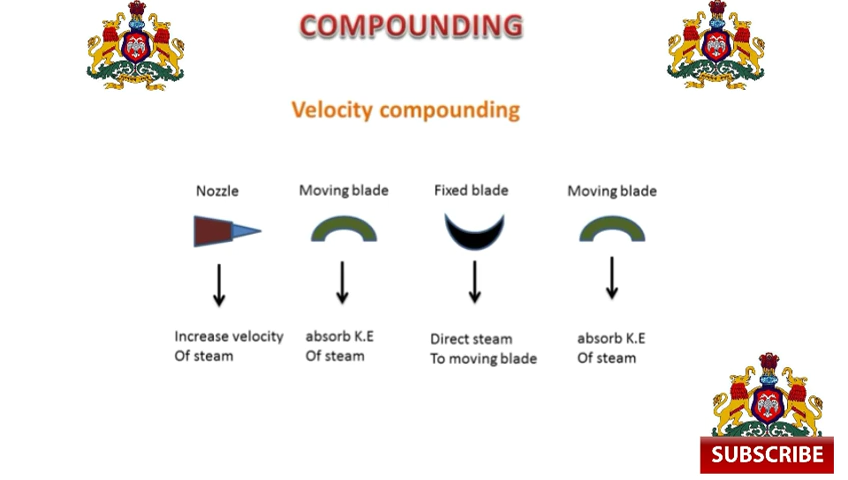 COMPOUNDING
Velocity compounding
Nozzle
Moving blade
Fixed blade
Moving blade
Increase velocity
Of steam
absorb K.E
Of steam
Direct steam
To moving blade
absorb K.E
Of steam
SUBSCRIBE